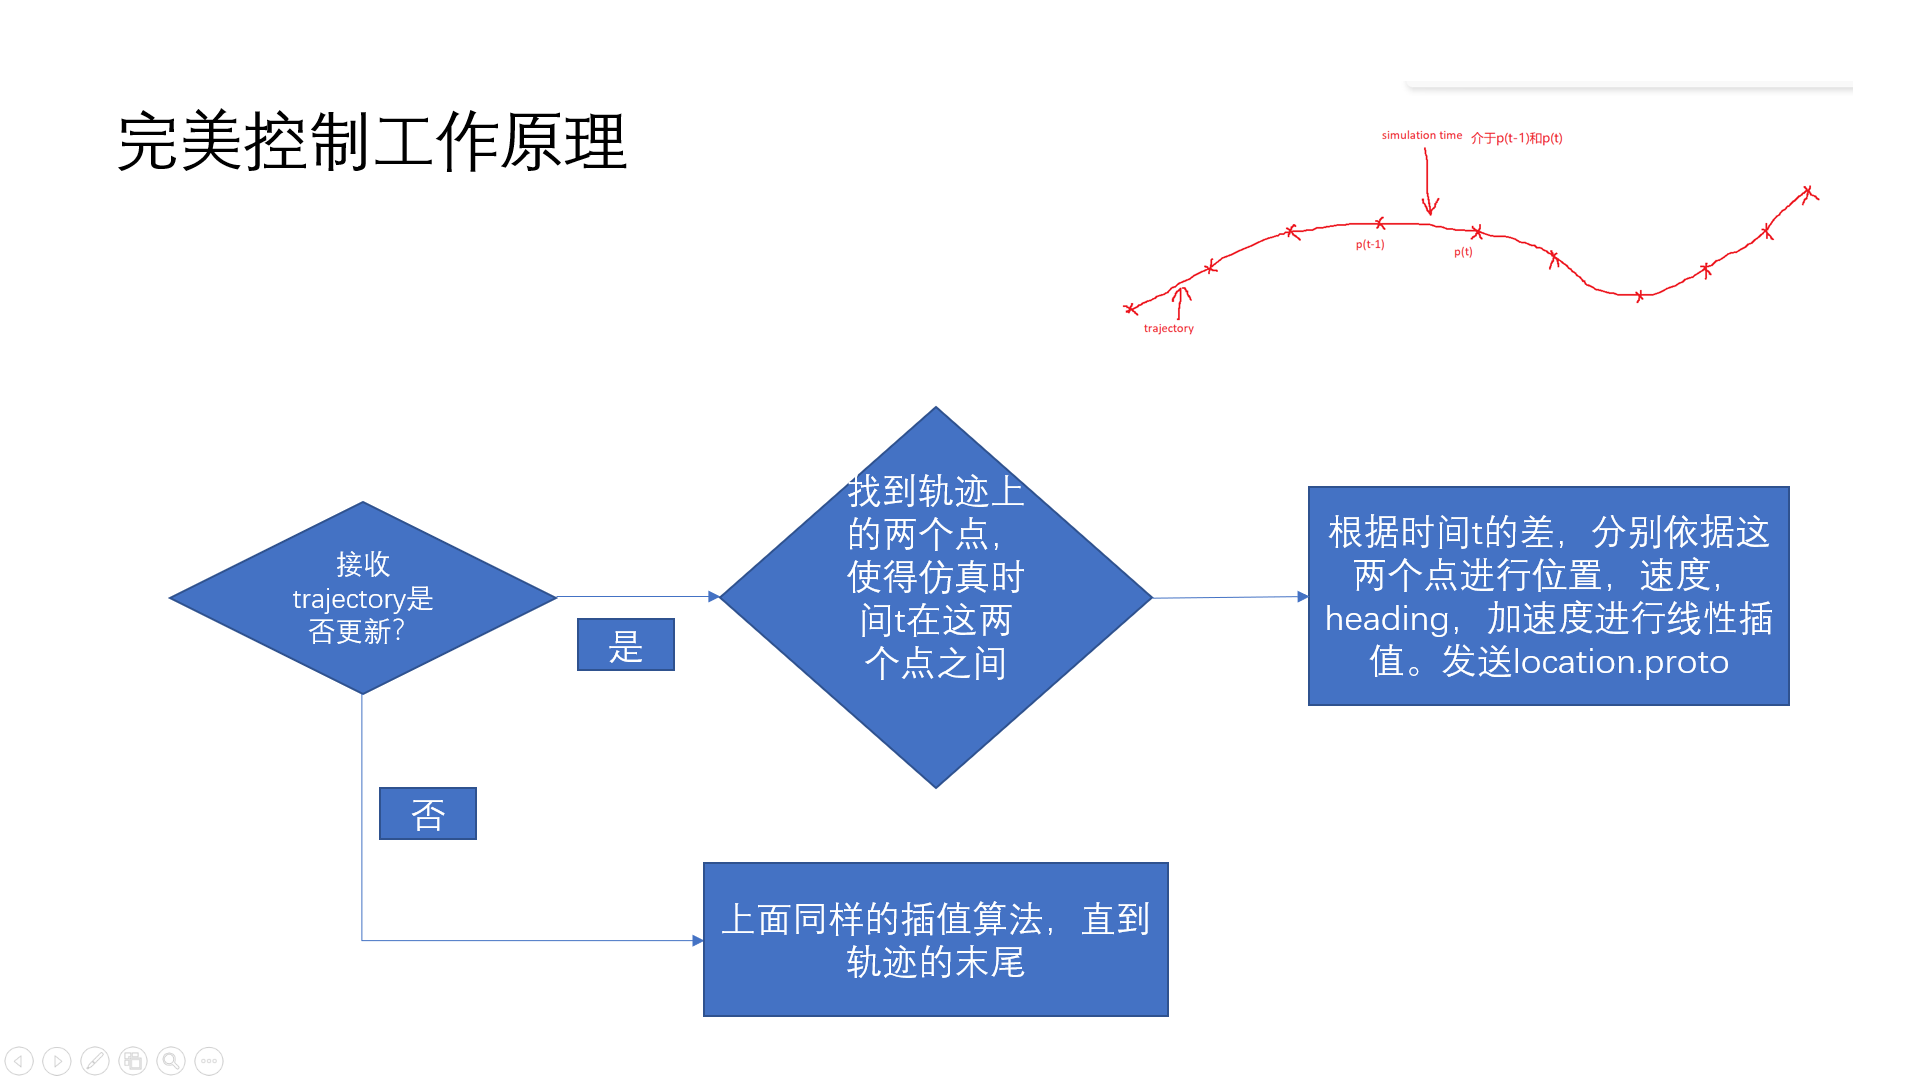 完美控制工作原理
simulation time 介于p(t-1)和p(t)
p(t-1)
p(t)
trajectory
接收
trajectory是
否更新?
是
找到轨迹上
的两个点，
使得仿真时
间t在这两
个点之间
根据时间t的差，分别依据这
两个点进行位置，速度，
heading，加速度进行线性插
值。发送location.proto
否
上面同样的插值算法，直到
轨迹的末尾